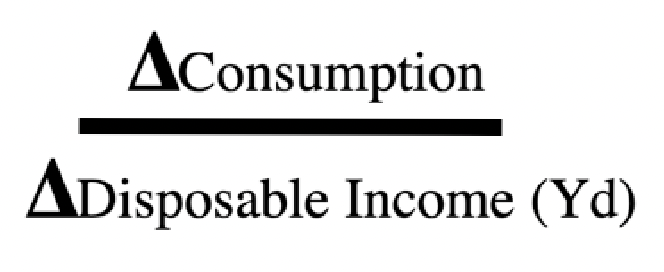 ΔConsumption
ΔDisposable Income (Yd)